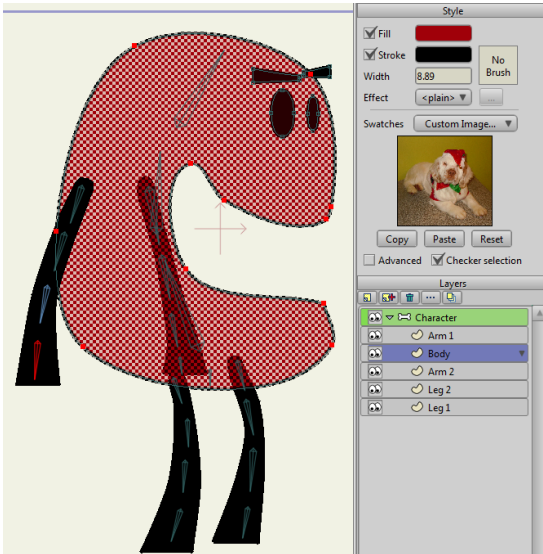 Style
Fill
Stroke
No Brush
Width 8.89
Effect <plain> ...
Swatches Custom Image...
Copy Paste Reset
Advanced Checker selection
Layers
...
Character
Arm 1
Body
Arm 2
Leg 2
Leg 1